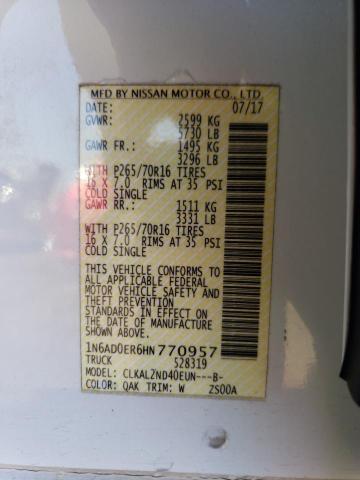 MFD BY NISSAN MOTOR CO., LTD.
DATE: 07/17
GVWR: 2599 KG
5730 LB
GAWR FR.: 1495 KG
3296 LB
WITH P265/70R16 TIRES
16 X 7.0 RIMS AT 35 PSI
COLD SINGLE
GAWR RR.: 1511 KG
3331 LB
WITH P265/70R16 TIRES
16 X 7.0 RIMS AT 35 PSI
COLD SINGLE
THIS VEHICLE CONFORMS TO
ALL APPLICABLE FEDERAL
MOTOR VEHICLE SAFETY AND
THEFT PREVENTION
STANDARDS IN EFFECT ON
THE DATE OF MANUFACTURE
SHOWN ABOVE.
1N6AD0ER6HN770957
TRUCK 528319
MODEL: CLKALZND40EUN---B-
COLOR: QAK TRIM: W ZS00A